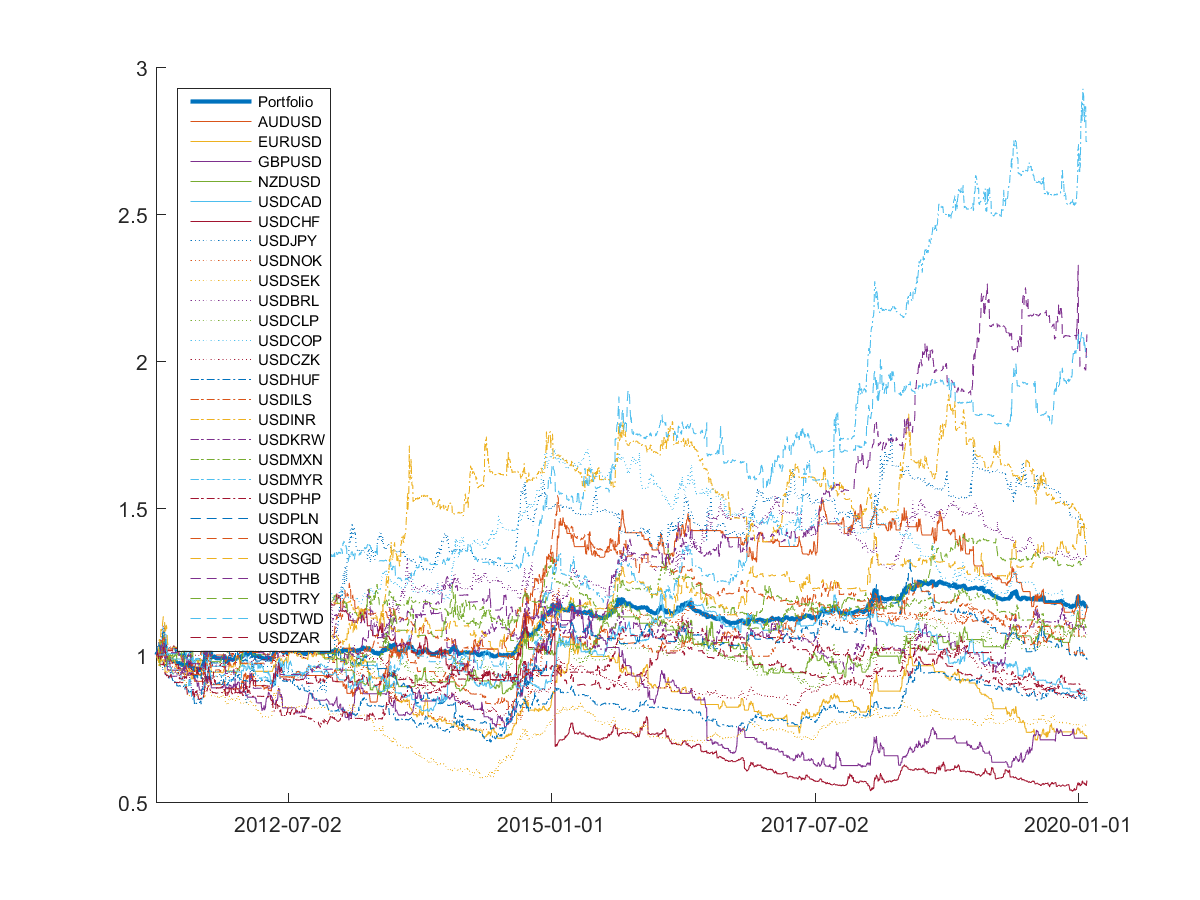 3
2.5
2
1.5
1
0.5
Portfolio
AUDUSD
EURUSD
GBPUSD
NZDUSD
USDCAD
USDCHF
USDJPY
USDNOK
USDSEK
USDBRL
USDCLP
USDCOP
USDCZK
USDHUF
USDILS
USDINR
USDKRW
USDMXN
USDMYR
USDPHP
USDPLN
USDRON
USDSGD
USDTHB
USDTRY
USDTWD
USDZAR
2012-07-02 2015-01-01 2017-07-02 2020-01-01